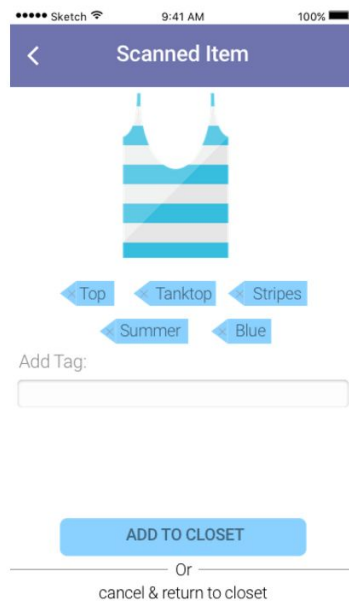 Sketch 9:41 AM 100%
Scanned Item
Top Tanktop Stripes
Summer Blue
Add Tag:
ADD TO CLOSET
Or
cancel & return to closet